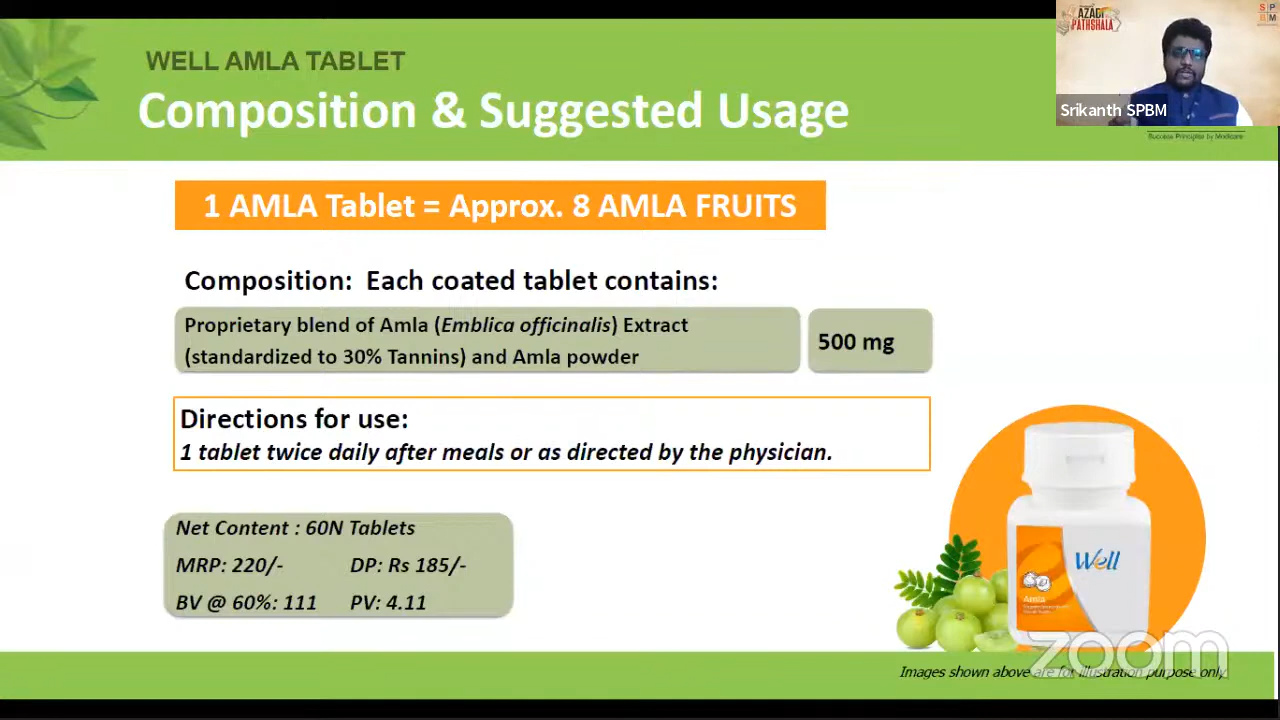 WELL AMLA TABLET
Composition & Suggested Usage
AZADI
PATHSHALA
S P
B M
Srikanth SPBM
Success Principles by Modicare
1 AMLA Tablet = Approx. 8 AMLA FRUITS
Composition: Each coated tablet contains:
Proprietary blend of Amla (Emblica officinalis) Extract
(standardized to 30% Tannins) and Amla powder
500 mg
Directions for use:
1 tablet twice daily after meals or as directed by the physician.
Net Content : 60N Tablets
MRP: 220/- DP: Rs 185/-
BV @ 60%: 111 PV: 4.11
Well
Amla
zoom
Images shown above are for illustration purpose only